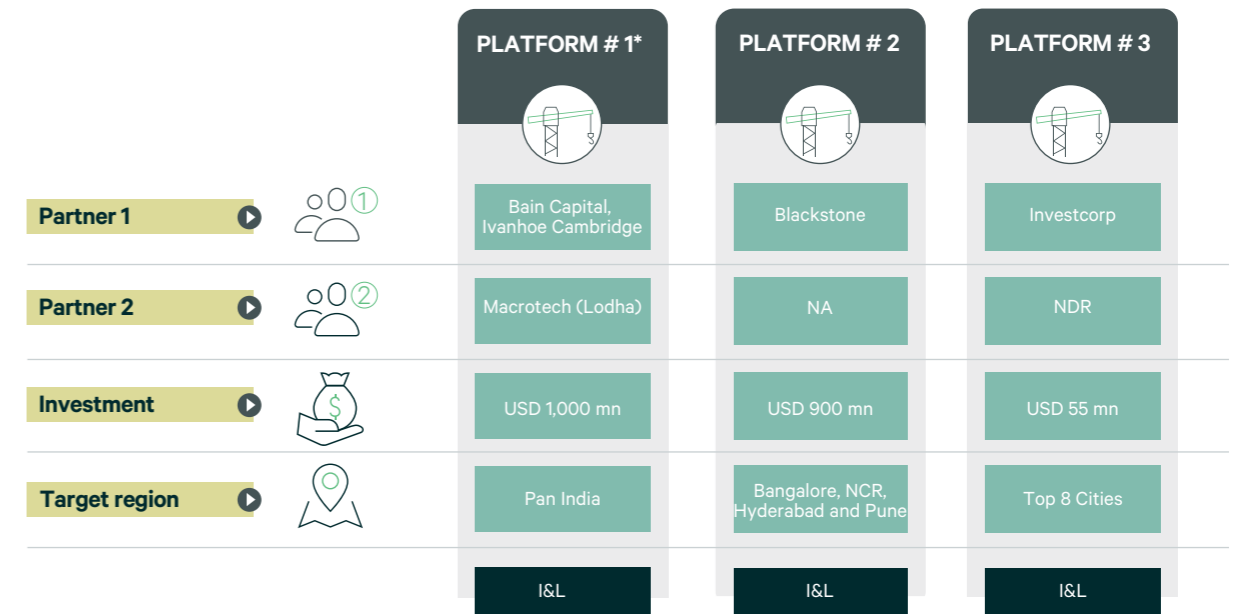 PLATFORM # 1*
PLATFORM # 2
PLATFORM # 3
Partner 1
1
Bain Capital,
Ivanhoe Cambridge
Blackstone
Investcorp
Partner 2
2
Macrotech (Lodha)
NA
NDR
Investment
$
USD 1,000 mn
USD 900 mn
USD 55 mn
Target region
Pan India
Bangalore, NCR,
Hyderabad and Pune
Top 8 Cities
I&L
I&L
I&L